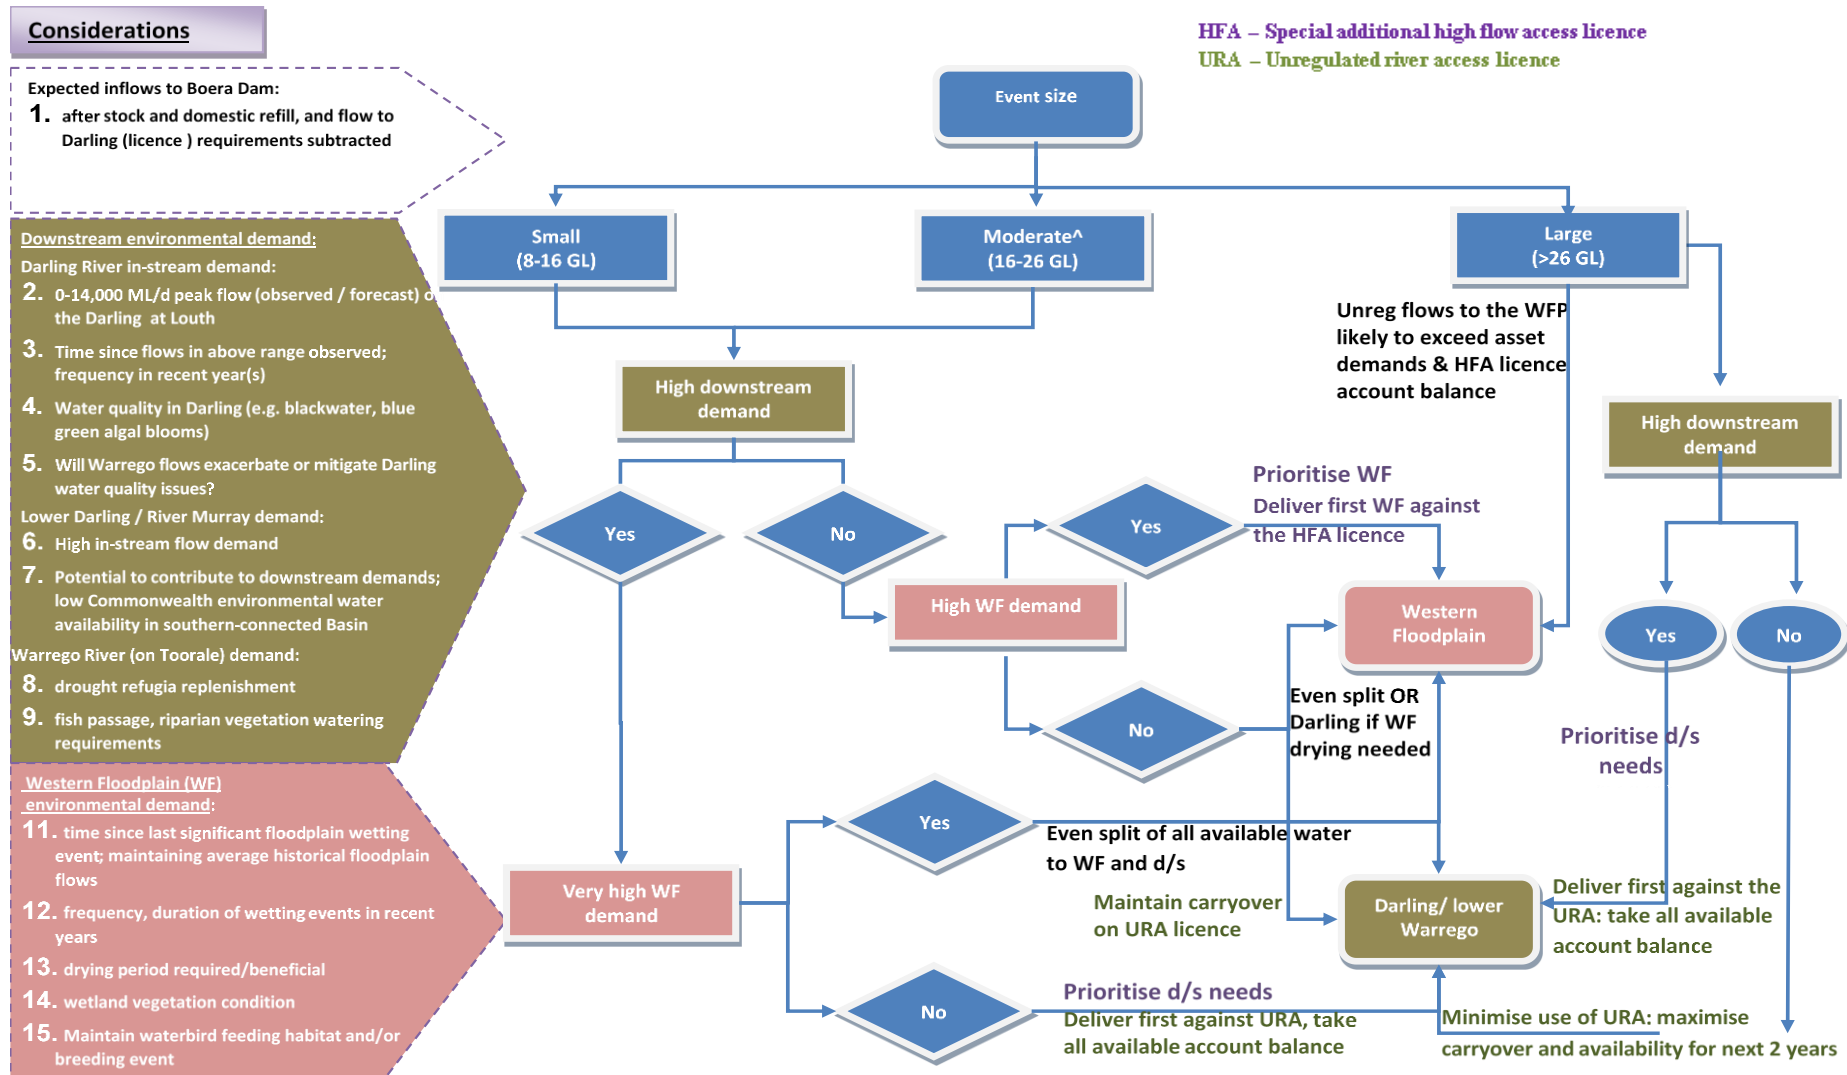 Considerations
HFA – Special additional high flow access licence
URA – Unregulated river access licence
Expected inflows to Boera Dam:
1. after stock and domestic refill, and flow to
Darling (licence ) requirements subtracted
Downstream environmental demand:
Darling River in-stream demand:
2. 0-14,000 ML/d peak flow (observed / forecast) o
the Darling at Louth
3. Time since flows in above range observed;
frequency in recent year(s)
4. Water quality in Darling (e.g. blackwater, blue
green algal blooms)
5. Will Warrego flows exacerbate or mitigate Darling
water quality issues?
Lower Darling / River Murray demand:
6. High in-stream flow demand
7. Potential to contribute to downstream demands;
low Commonwealth environmental water
availability in southern-connected Basin
Warrego River (on Toorale) demand:
8. drought refugia replenishment
9. fish passage, riparian vegetation watering
requirements
Western Floodplain (WF)
environmental demand:
11. time since last significant floodplain wetting
event; maintaining average historical floodplain
flows
12. frequency, duration of wetting events in recent
years
13. drying period required/beneficial
14. wetland vegetation condition
15. Maintain waterbird feeding habitat and/or
breeding event
Event size
Small
(8-16 GL)
Moderate^
(16-26 GL)
Large
(>26 GL)
Unreg flows to the WFP
likely to exceed asset
demands & HFA licence
account balance
High downstream
demand
High downstream
demand
Yes
No
Yes
Prioritise WF
Deliver first WF against
the HFA licence
High WF demand
Western
Floodplain
Yes
No
No
Even split OR
Darling if WF
drying needed
Prioritise d/s
needs
Yes
Even split of all available water
to WF and d/s
Very high WF
demand
Maintain carryover
on URA licence
Darling/ lower
Warrego
Deliver first against the
URA: take all available
account balance
No
Prioritise d/s needs
Deliver first against URA, take
all available account balance
Minimise use of URA: maximise
carryover and availability for next 2 years